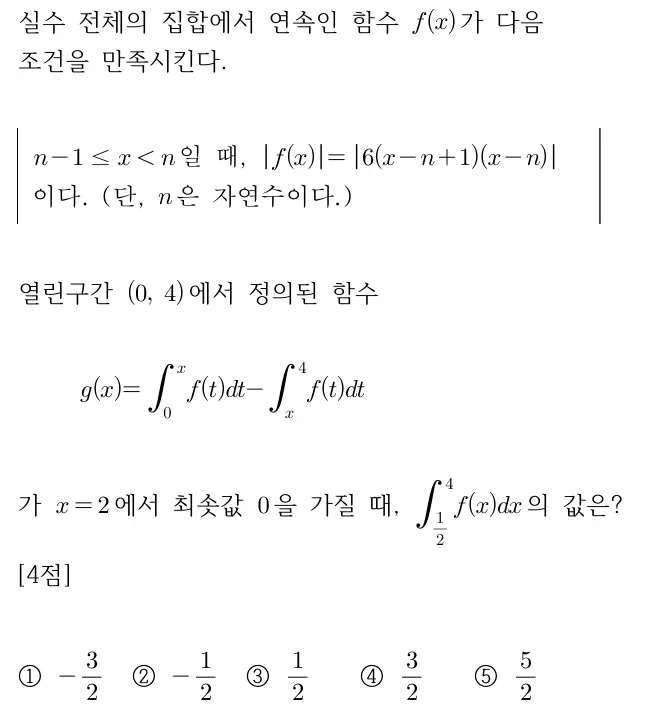 실수 전체의 집합에서 연속인 함수 f(x)가 다음
조건을 만족시킨다.
n-1 ≤ x < n일 때, |f(x)| = |6(x-n+1)(x-n)|
이다. (단, n은 자연수이다.)
열린구간 (0, 4)에서 정의된 함수
g(x)=∫_0^x f(t)dt-∫_x^4 f(t)dt
가 x=2에서 최솟값 0을 가질 때, ∫_{1/2}^4 f(x)dx의 값은?
[4점]
① -3/2 ② -1/2 ③ 1/2 ④ 3/2 ⑤ 5/2